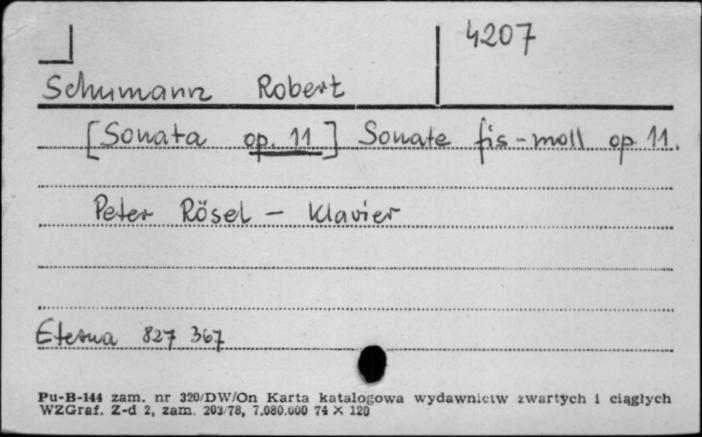 4207
Schumann Robert
[Sonata op. 11] Sonate fis-moll op 11.
Peter Rösel - Klavier
Eterna 827 367
Pu-B-144 zam. nr 320/DW/On Karta katalogowa wydawnictw zwartych i ciągłych
WZGraf. Z-d 2, zam. 203/78, 7.080.000 74 × 120